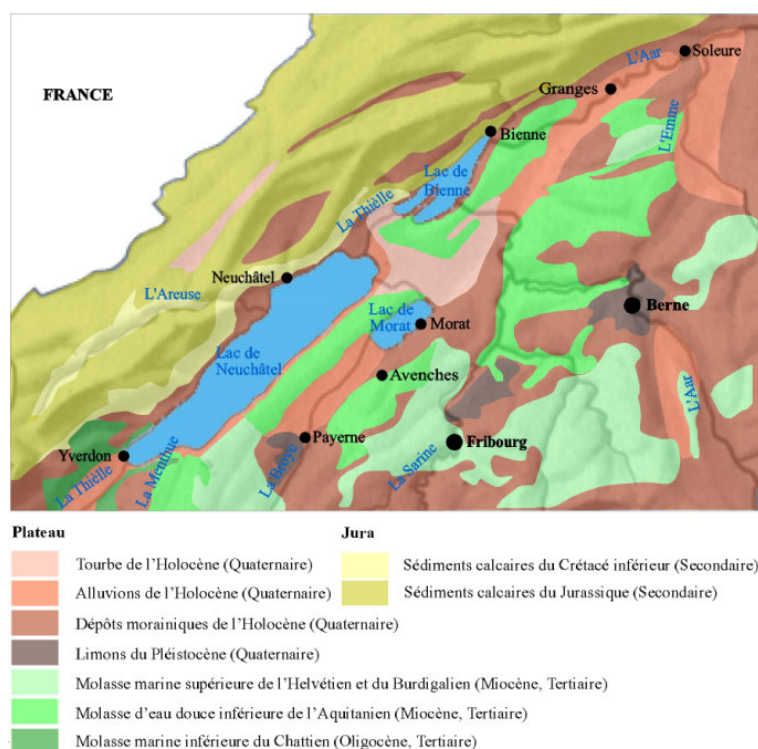 FRANCE
Soleure
L'Aar
Granges
L'Emme
Bienne
Lac de
Bienne
La Thièlle
Neuchâtel
L'Areuse
Berne
Lac de
Morat
Morat
Lac de
Neuchâtel
Avenches
L'Aar
Payerne
Fribourg
Yverdon
La Thièlle
La Menthue
La Broye
La Sarine
Plateau
Tourbe de l'Holocène (Quaternaire)
Alluvions de l'Holocène (Quaternaire)
Dépôts morainiques de l'Holocène (Quaternaire)
Limons du Pléistocène (Quaternaire)
Molasse marine supérieure de l'Helvétien et du Burdigalien (Miocène, Tertiaire)
Molasse d'eau douce inférieure de l'Aquitanien (Miocène, Tertiaire)
Molasse marine inférieure du Chattien (Oligocène, Tertiaire)
Jura
Sédiments calcaires du Crétacé inférieur (Secondaire)
Sédiments calcaires du Jurassique (Secondaire)